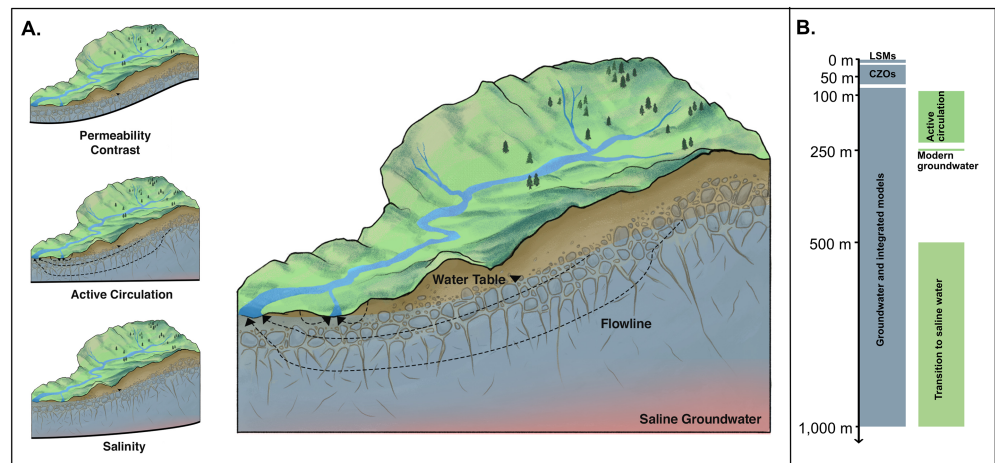 A.
Permeability
Contrast
Active Circulation
Salinity
Water Table
Flowline
Saline Groundwater
B.
0 m
50 m
100 m
250 m
500 m
1,000 m
LSMs
CZOs
Groundwater and integrated models
Active
circulation
Modern
groundwater
Transition to saline water